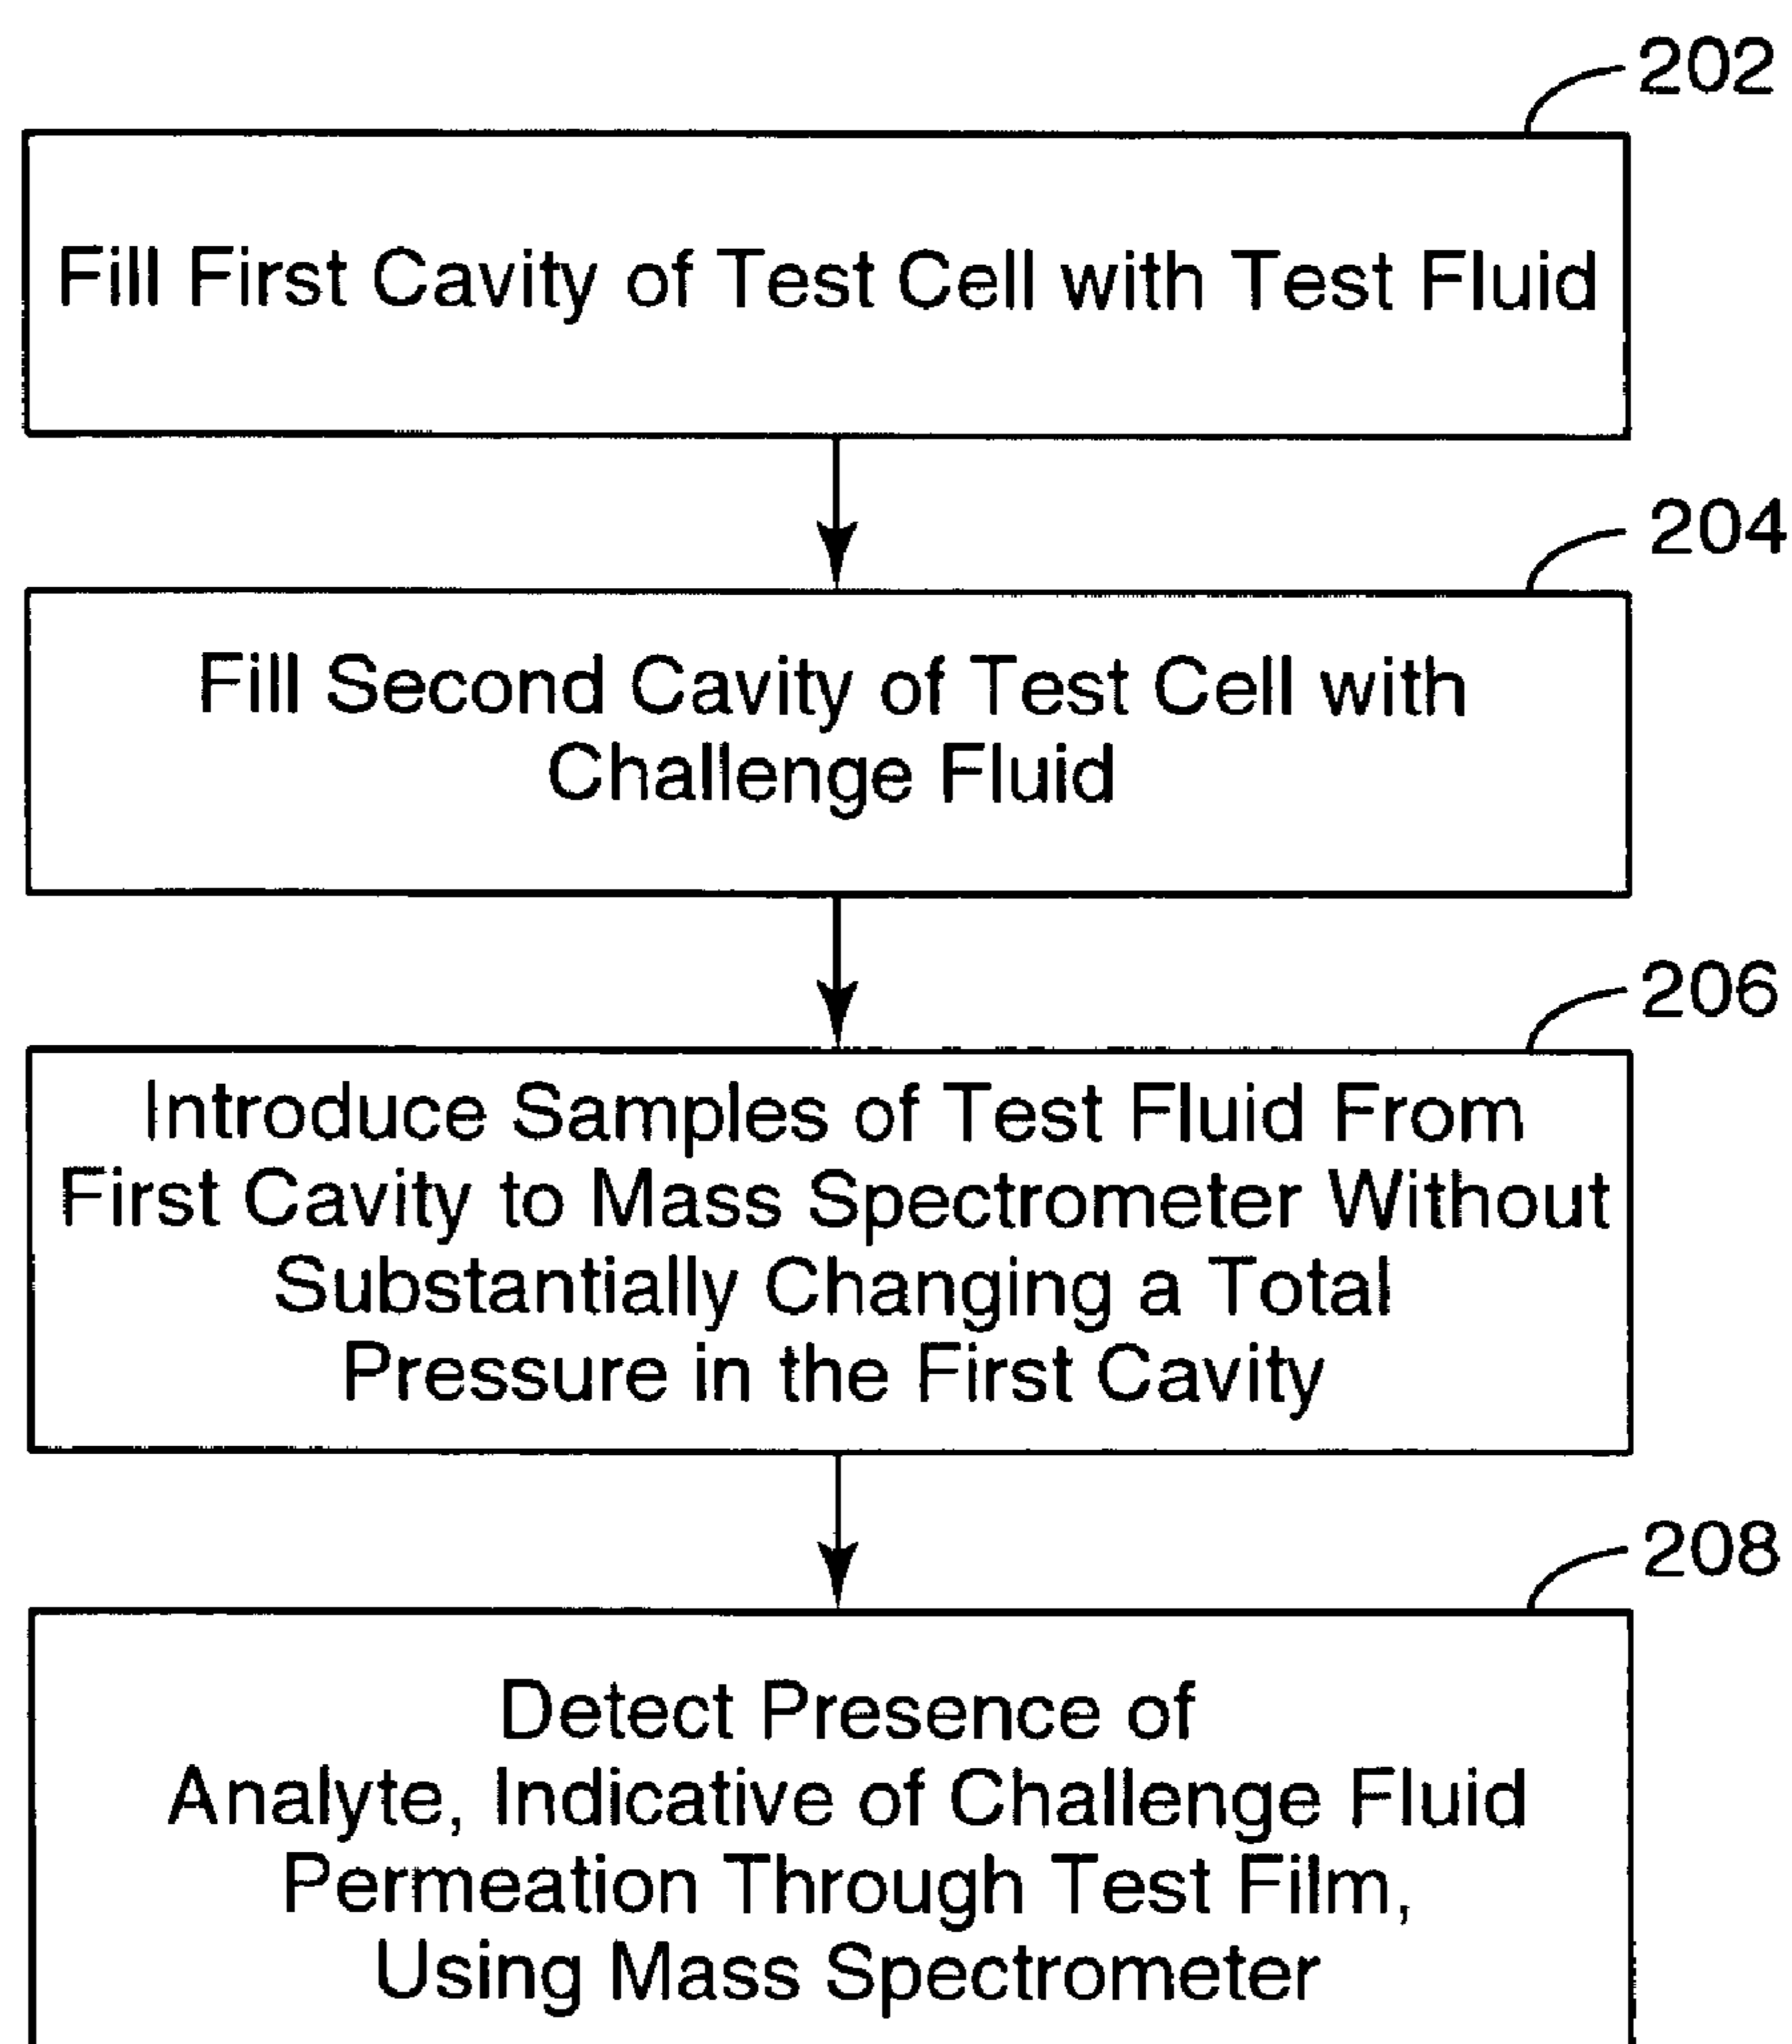 202
Fill First Cavity of Test Cell with Test Fluid
204
Fill Second Cavity of Test Cell with
Challenge Fluid
206
Introduce Samples of Test Fluid From
First Cavity to Mass Spectrometer Without
Substantially Changing a Total
Pressure in the First Cavity
208
Detect Presence of
Analyte, Indicative of Challenge Fluid
Permeation Through Test Film,
Using Mass Spectrometer